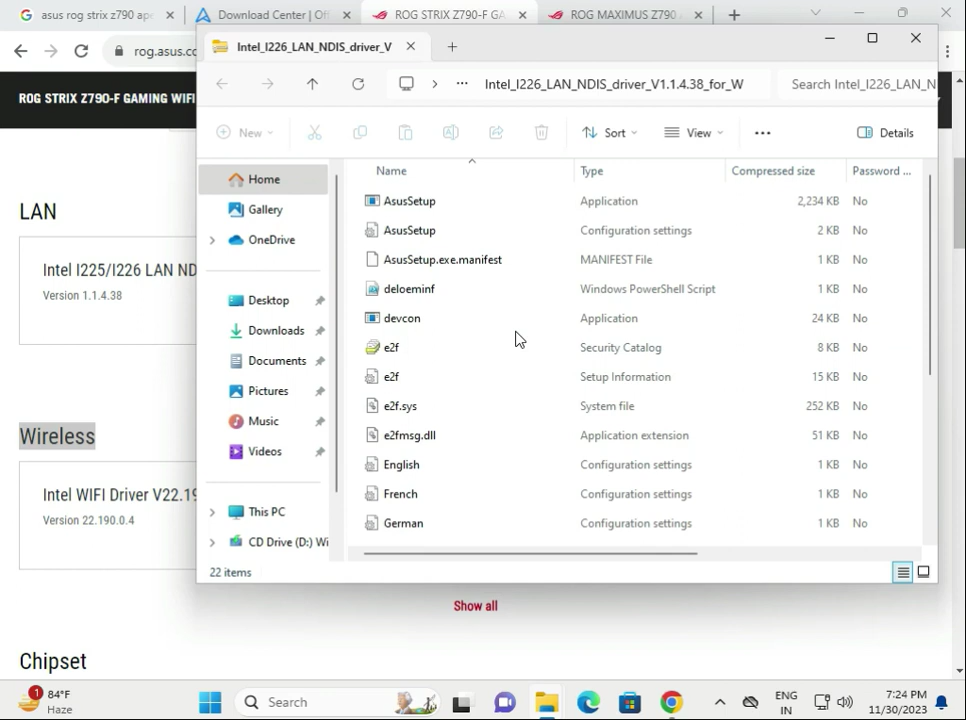 asus rog strix z790 ape
Download Center | Off
ROG STRIX Z790-F GA
ROG MAXIMUS Z790
rog.asus.co
ROG STRIX Z790-F GAMING WIFI
LAN
Intel I225/I226 LAN ND
Version 1.1.4.38
Wireless
Intel WIFI Driver V22.19
Version 22.190.0.4
Show all
Chipset
Intel_I226_LAN_NDIS_driver_V
Intel_I226_LAN_NDIS_driver_V1.1.4.38_for_W
Search Intel_I226_LAN_N
New
Sort
View
Details
Home
Gallery
OneDrive
Desktop
Downloads
Documents
Pictures
Music
Videos
This PC
CD Drive (D:) Wi
Name Type Compressed size Password ...
AsusSetup Application 2,234 KB No
AsusSetup Configuration settings 2 KB No
AsusSetup.exe.manifest MANIFEST File 1 KB No
deloeminf Windows PowerShell Script 1 KB No
devcon Application 24 KB No
e2f Security Catalog 8 KB No
e2f Setup Information 15 KB No
e2f.sys System file 252 KB No
e2fmsg.dll Application extension 51 KB No
English Configuration settings 1 KB No
French Configuration settings 1 KB No
German Configuration settings 1 KB No
22 items
1
84°F
Haze
Search
ENG
IN
7:24 PM
11/30/2023